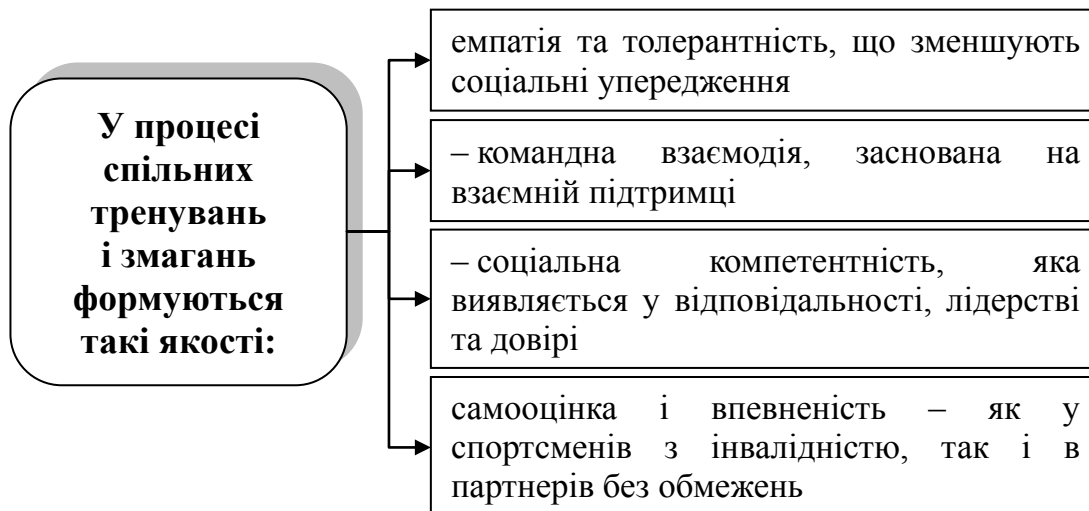 У процесі
спільних
тренувань
і змагань
формуються
такі якості:
емпатія та толерантність, що зменшують
соціальні упередження
– командна взаємодія, заснована на
взаємній підтримці
– соціальна компетентність, яка
виявляється у відповідальності, лідерстві
та довірі
самооцінка і впевненість – як у
спортсменів з інвалідністю, так і в
партнерів без обмежень